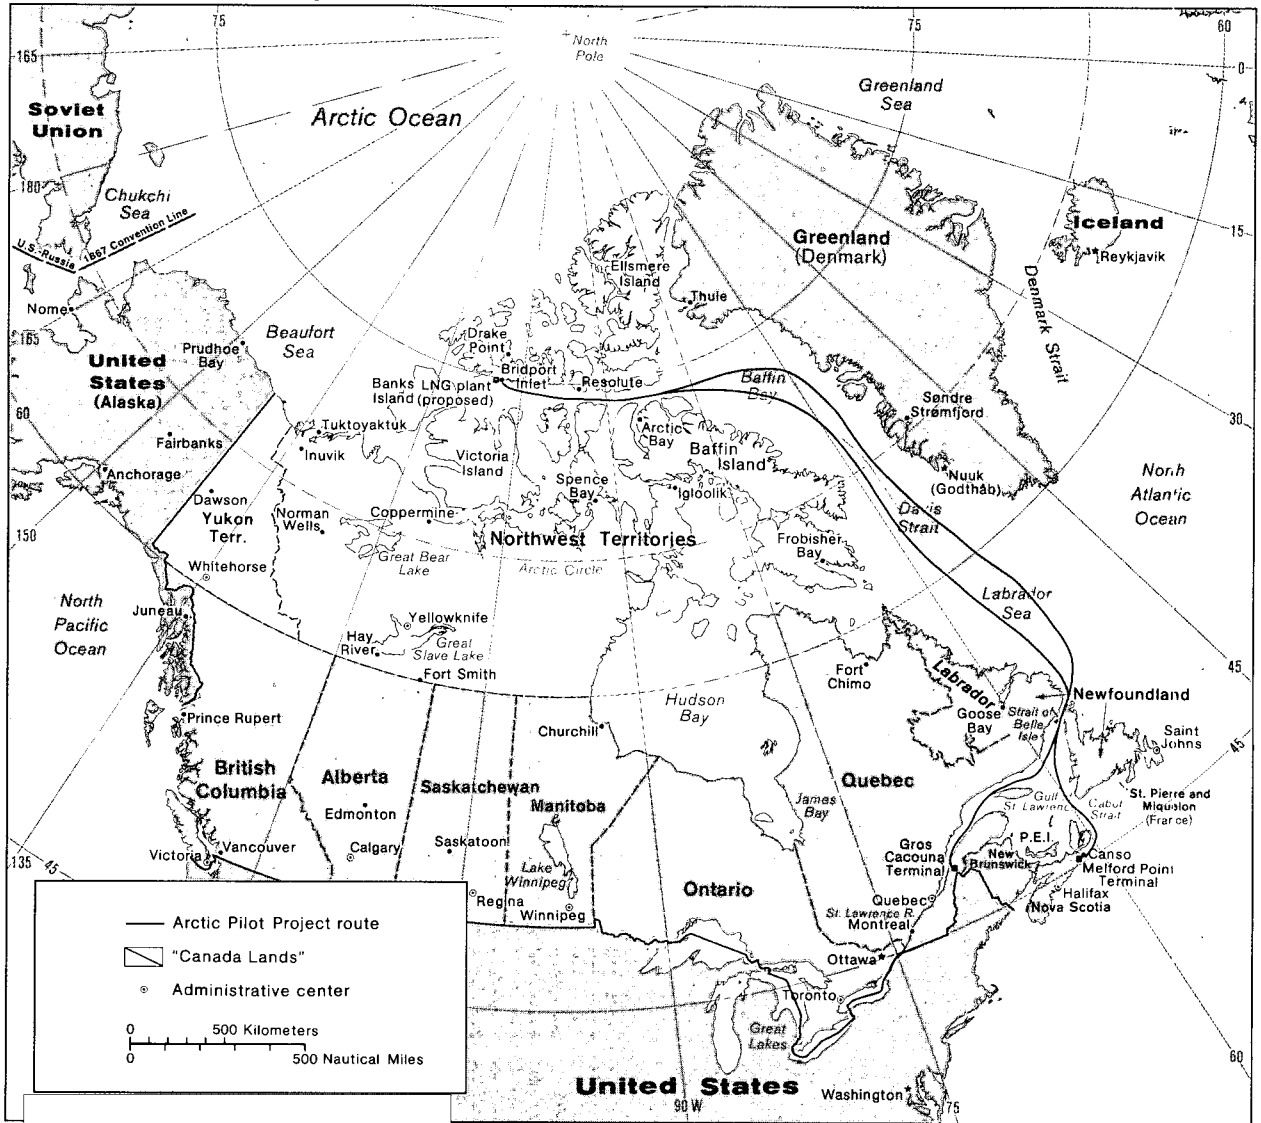 75
75
60
165
0
North
Pole
Greenland
Sea
Soviet
Union
Arctic Ocean
180
Chukchi
Sea
U.S.-Russia 1867 Convention Line
Iceland
Reykjavik
15
Greenland
(Denmark)
Ellsmere
Island
Denmark Strait
Thule
Nome
165
Beaufort
Sea
Prudhoe
Bay
Drake
Point
Bridport
Inlet
Resolute
Baffin
Bay
United
States
(Alaska)
Banks LNG plant
Island (proposed)
Søndre
Strømfjord
60
30
Tuktoyaktuk
Inuvik
Arctic
Bay
Fairbanks
Victoria
Island
Baffin
Island
Anchorage
Spence
Bay
Igloolik
Nuuk
(Godthåb)
North
Atlantic
Ocean
Dawson
Yukon
Terr.
Norman
Wells
Coppermine
Davis
Strait
150
Northwest Territories
Frobisher
Bay
Great Bear
Lake
Arctic Circle
Whitehorse
North
Pacific
Ocean
Juneau
Labrador
Sea
Yellowknife
Hay
River
Great
Slave Lake
Fort Smith
Fort
Chimo
45
Labrador
Newfoundland
Hudson
Bay
Goose
Bay
Strait of
Belle
Isle
Prince Rupert
Churchill
Saint
Johns
45
British
Columbia
Alberta
Saskatchewan
Manitoba
Quebec
Edmonton
James
Bay
Gulf
St. Lawrence
Cabot
Strait
St. Pierre and
Miquelon
(France)
Vancouver
Victoria
Calgary
Saskatoon
Gros
Cacouna
Terminal
P.E.I.
New
Brunswick
Canso
Melford Point
Terminal
135
45
Lake
Winnipeg
Ontario
Regina
Winnipeg
Quebec
Halifax
Nova Scotia
St. Lawrence R.
Montreal
Ottawa
Toronto
Great
Lakes
60
United States
Washington
90 W
75
Arctic Pilot Project route
"Canada Lands"
Administrative center
0 500 Kilometers
0 500 Nautical Miles